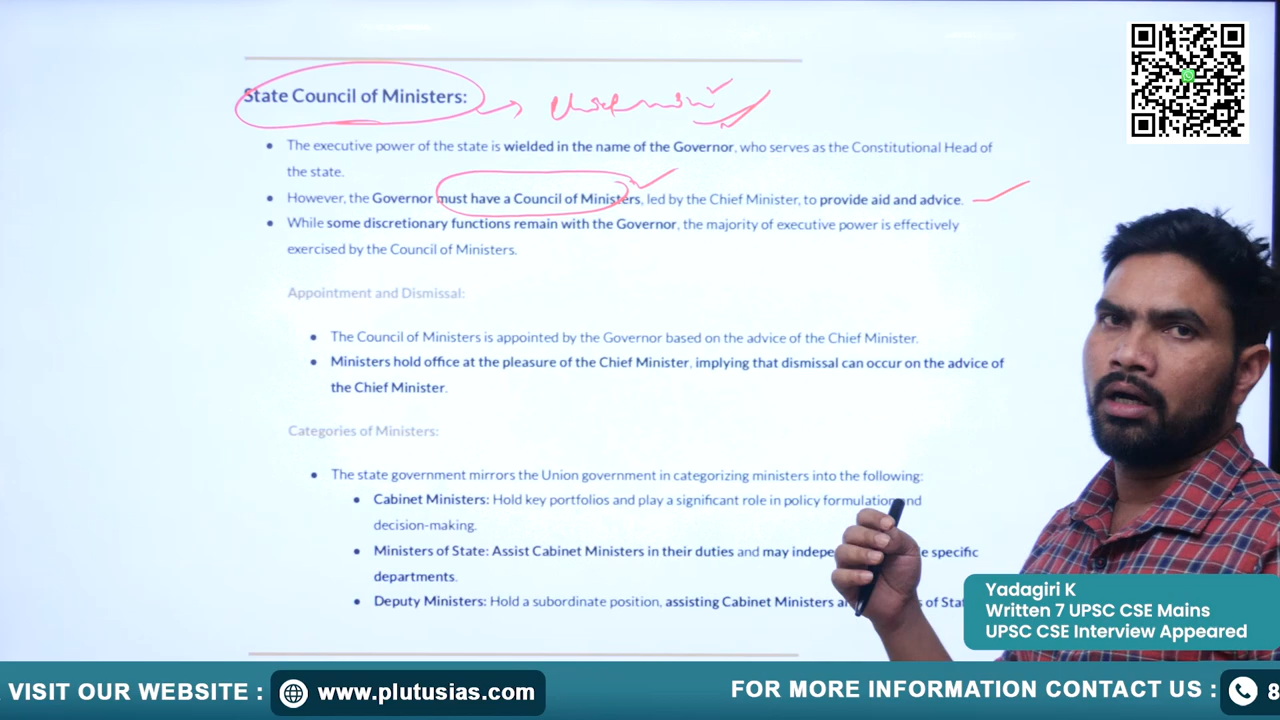 State Council of Ministers:
The executive power of the state is wielded in the name of the Governor, who serves as the Constitutional Head of
the state.
However, the Governor must have a Council of Ministers, led by the Chief Minister, to provide aid and advice.
While some discretionary functions remain with the Governor, the majority of executive power is effectively
exercised by the Council of Ministers.
Appointment and Dismissal:
The Council of Ministers is appointed by the Governor based on the advice of the Chief Minister.
Ministers hold office at the pleasure of the Chief Minister, implying that dismissal can occur on the advice of
the Chief Minister.
Categories of Ministers:
The state government mirrors the Union government in categorizing ministers into the following:
Cabinet Ministers: Hold key portfolios and play a significant role in policy formulation and
decision-making.
Ministers of State: Assist Cabinet Ministers in their duties and may specific
departments.
Deputy Ministers: Hold a subordinate position, assisting Cabinet Ministers of
Yadagiri K
Written 7 UPSC CSE Mains
UPSC CSE Interview Appeared
VISIT OUR WEBSITE : www.plutusias.com FOR MORE INFORMATION CONTACT US : 8